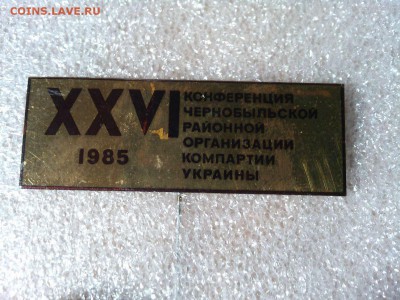 COINS.LAVE.RU
XXVI
1985
КОНФЕРЕНЦИЯ
ЧЕРНОБЫЛЬСКОЙ
РАЙОННОЙ
ОРГАНИЗАЦИИ
КОМПАРТИИ
УКРАИНЫ